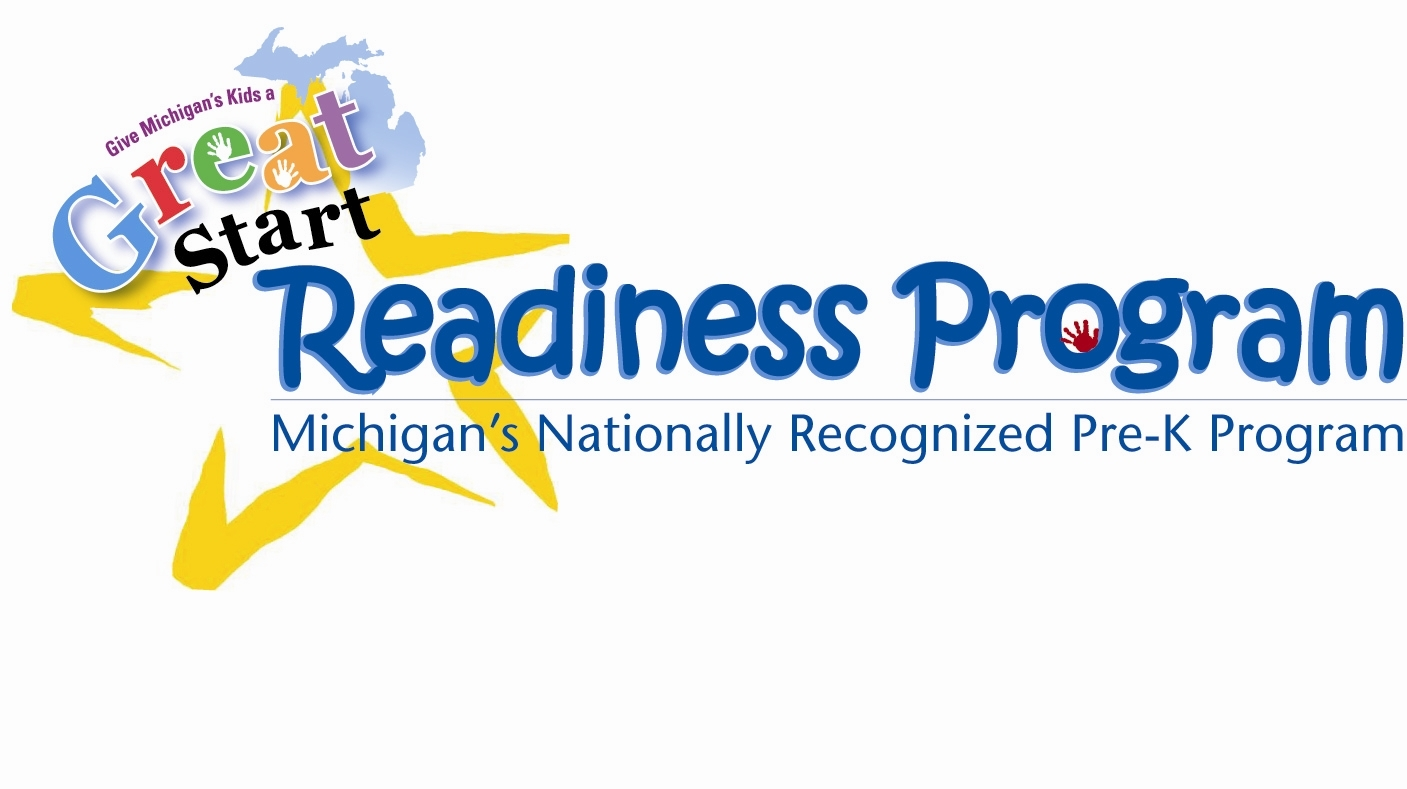 Give Michigan's Kids a
Great
Start
Readiness Program
Michigan's Nationally Recognized Pre-K Program